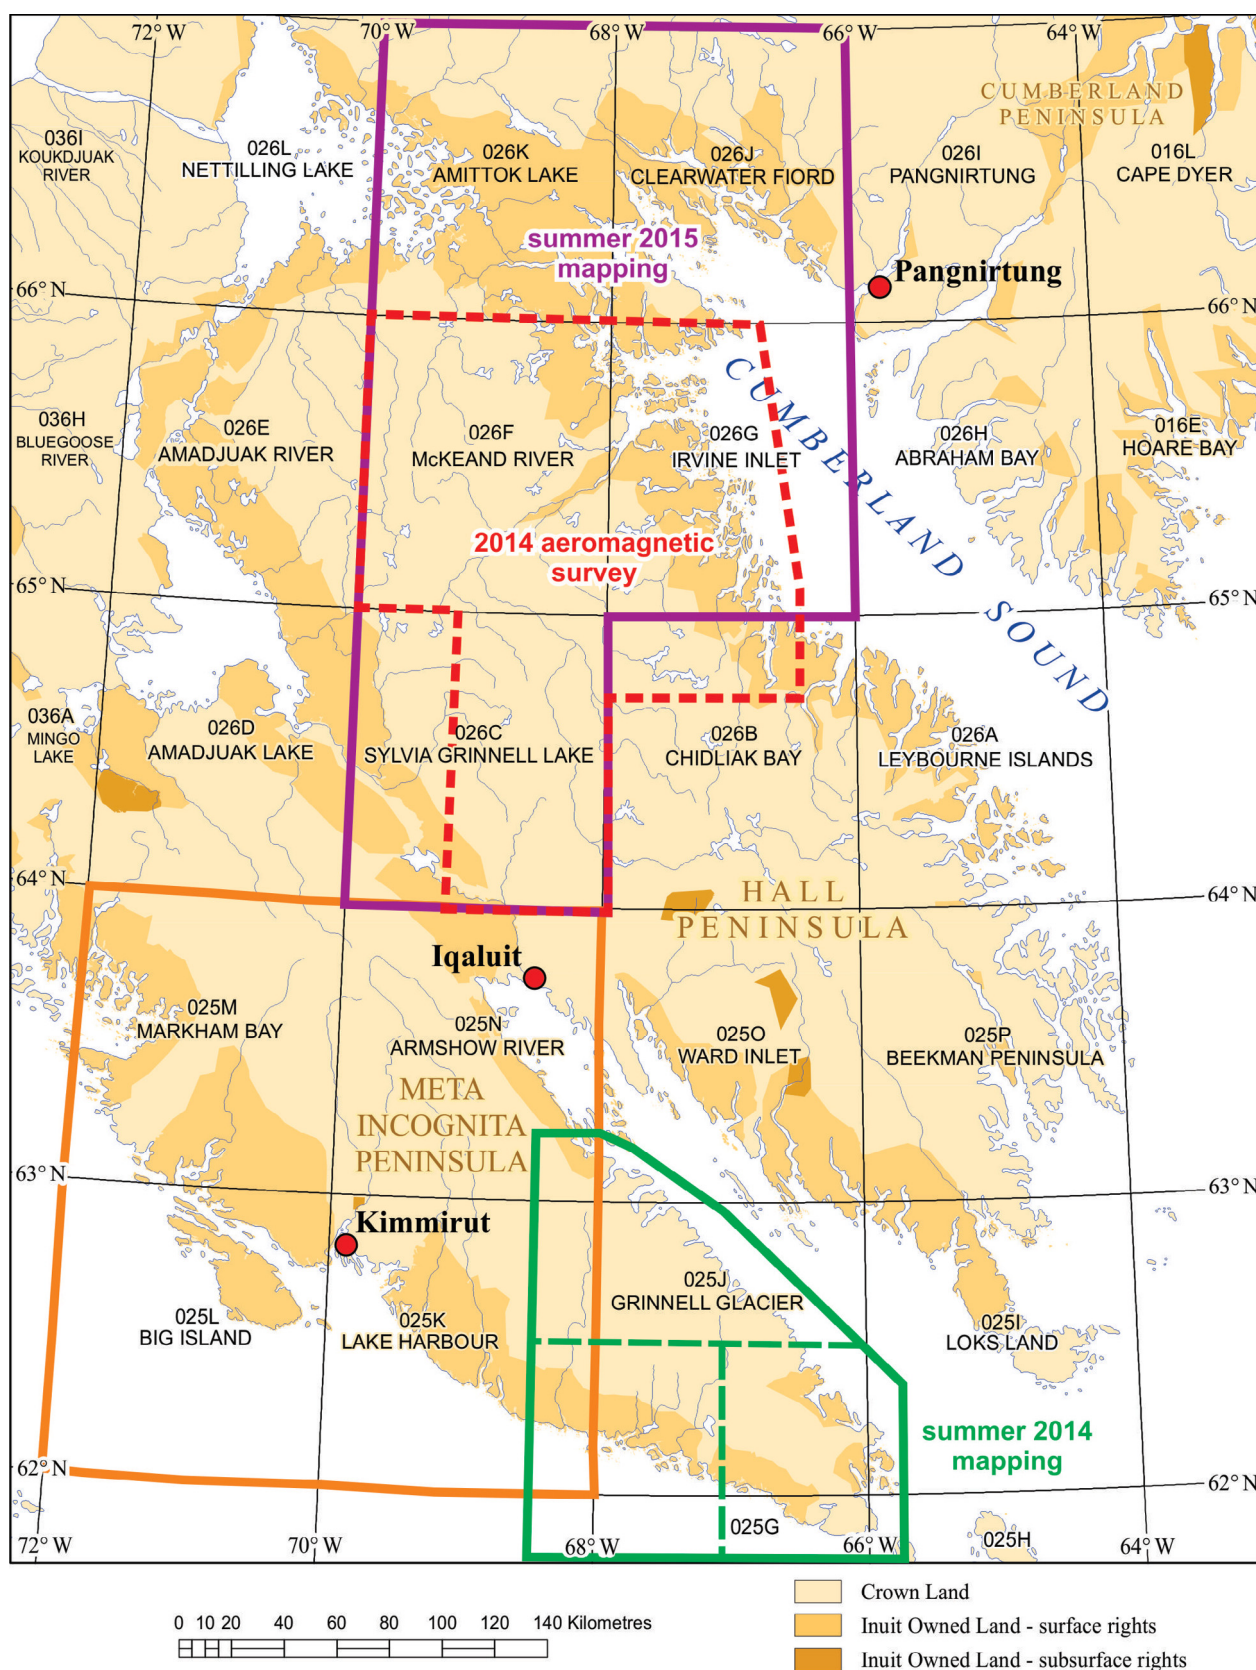 72° W
70° W
68° W
66° W
64° W
CUMBERLAND
PENINSULA
036I
KOUKDJUAK
RIVER
026L
NETTILLING LAKE
026K
AMITTOK LAKE
026J
CLEARWATER FIORD
026I
PANGNIRTUNG
016L
CAPE DYER
summer 2015
mapping
Pangnirtung
66° N
66° N
036H
BLUEGOOSE
RIVER
026E
AMADJUAK RIVER
026F
McKEAND RIVER
026G
IRVINE INLET
026H
ABRAHAM BAY
016E
HOARE BAY
CUMBERLAND SOUND
2014 aeromagnetic
survey
65° N
65° N
036A
MINGO
LAKE
026D
AMADJUAK LAKE
026C
SYLVIA GRINNELL LAKE
026B
CHIDLIAK BAY
026A
LEYBOURNE ISLANDS
64° N
64° N
HALL
PENINSULA
Iqaluit
025M
MARKHAM BAY
025N
ARMSHOW RIVER
025O
WARD INLET
025P
BEEKMAN PENINSULA
META
INCOGNITA
PENINSULA
63° N
63° N
Kimmirut
025L
BIG ISLAND
025K
LAKE HARBOUR
025J
GRINNELL GLACIER
025I
LOKS LAND
summer 2014
mapping
62° N
62° N
025G
025H
72° W
70° W
68° W
66° W
64° W
0 10 20 40 60 80 100 120 140 Kilometres
Crown Land
Inuit Owned Land - surface rights
Inuit Owned Land - subsurface rights